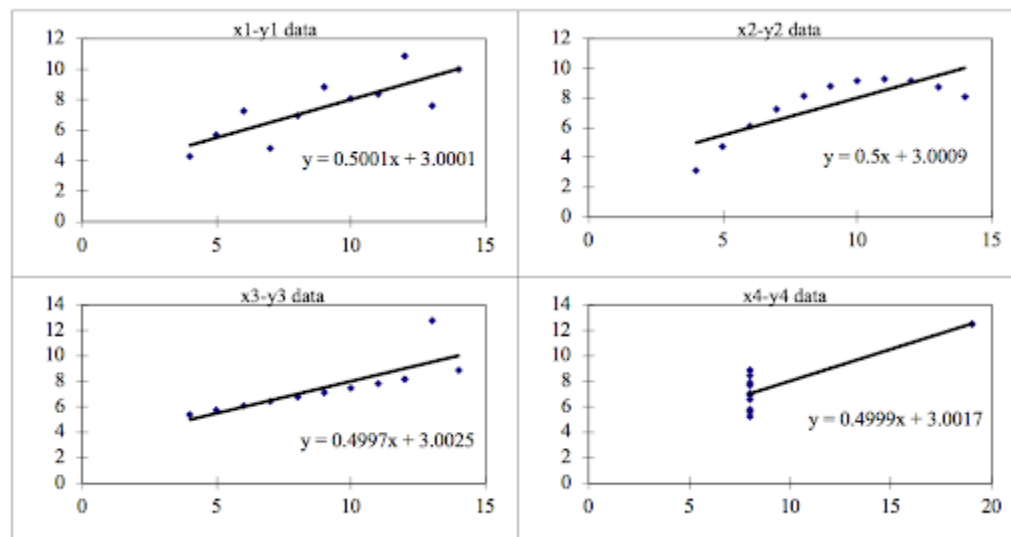 x1-y1 data
12
10
8
6
4
2
0
0 5 10 15
y = 0.5001x + 3.0001
x2-y2 data
12
10
8
6
4
2
0
0 5 10 15
y = 0.5x + 3.0009
x3-y3 data
14
12
10
8
6
4
2
0
0 5 10 15
y = 0.4997x + 3.0025
x4-y4 data
14
12
10
8
6
4
2
0
0 5 10 15 20
y = 0.4999x + 3.0017